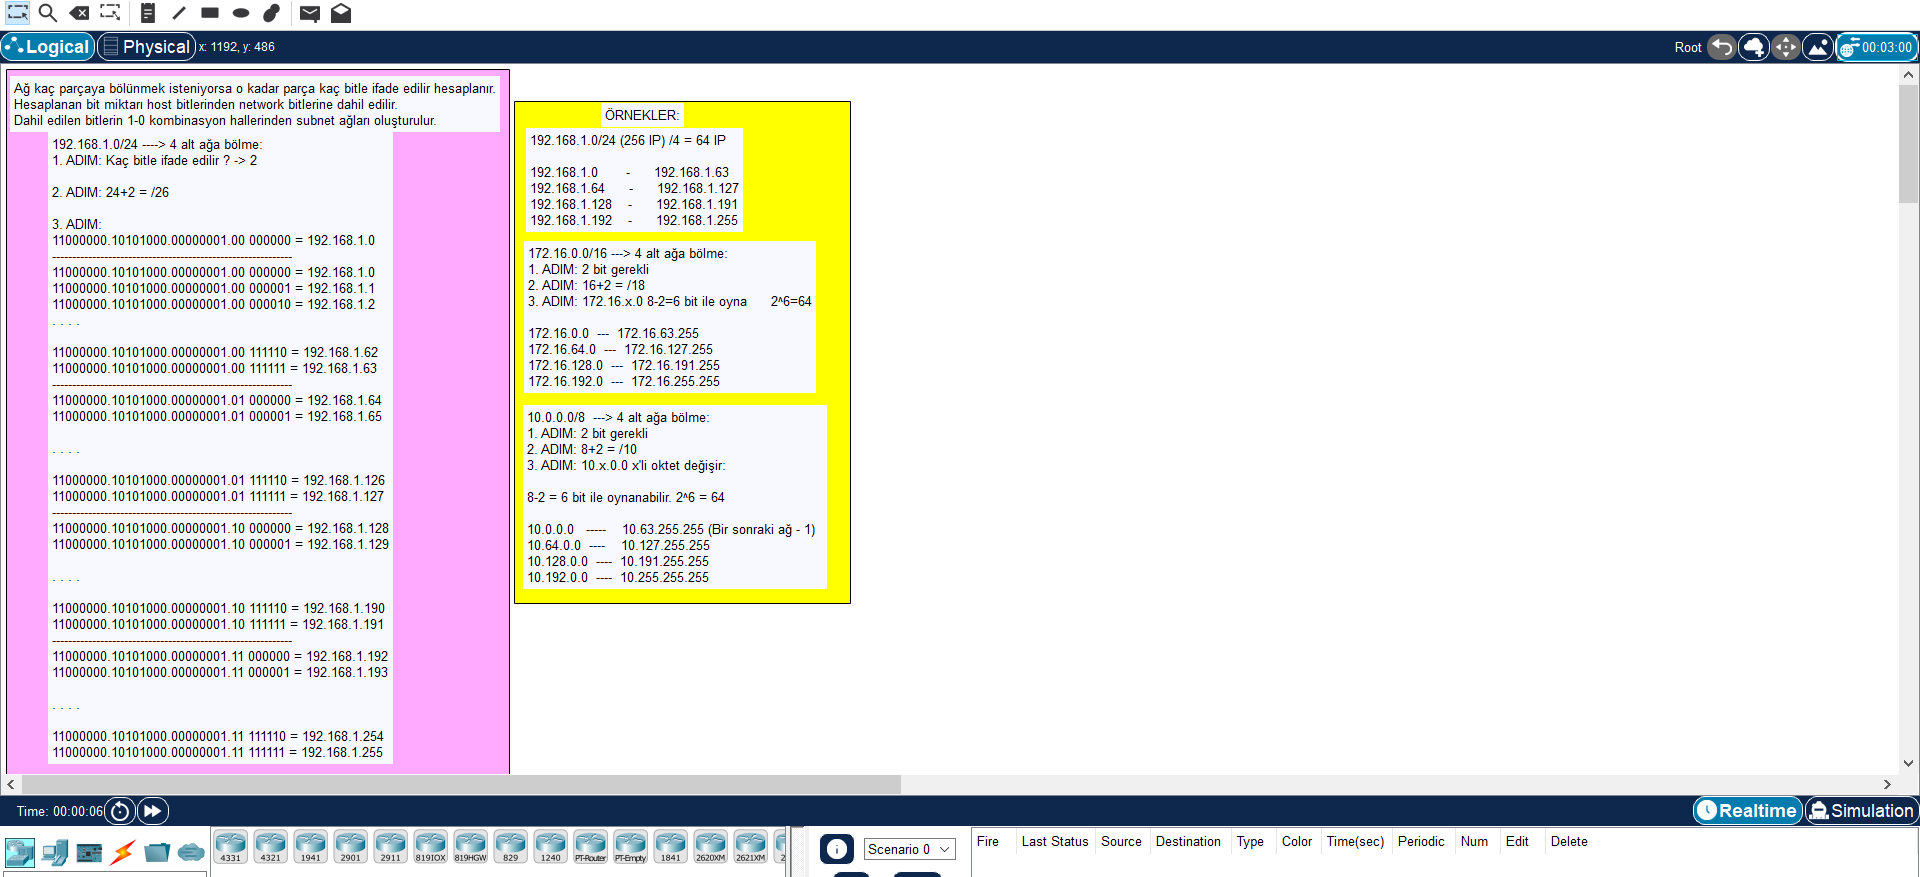 Logical
Physical
x: 1192, y: 486
Root
00:03:00
Ağ kaç parçaya bölünmek isteniyorsa o kadar parça kaç bitle ifade edilir hesaplanır.
Hesaplanan bit miktarı host bitlerinden network bitlerine dahil edilir.
Dahil edilen bitlerin 1-0 kombinasyon hallerinden subnet ağları oluşturulur.
192.168.1.0/24 ----> 4 alt ağa bölme:
1. ADIM: Kaç bitle ifade edilir ? -> 2
2. ADIM: 24+2 = /26
3. ADIM:
11000000.10101000.00000001.00 000000 = 192.168.1.0
------------------------------------------------------------
11000000.10101000.00000001.00 000000 = 192.168.1.0
11000000.10101000.00000001.00 000001 = 192.168.1.1
11000000.10101000.00000001.00 000010 = 192.168.1.2
. . . .
11000000.10101000.00000001.00 111110 = 192.168.1.62
11000000.10101000.00000001.00 111111 = 192.168.1.63
------------------------------------------------------------
11000000.10101000.00000001.01 000000 = 192.168.1.64
11000000.10101000.00000001.01 000001 = 192.168.1.65
. . . .
11000000.10101000.00000001.01 111110 = 192.168.1.126
11000000.10101000.00000001.01 111111 = 192.168.1.127
------------------------------------------------------------
11000000.10101000.00000001.10 000000 = 192.168.1.128
11000000.10101000.00000001.10 000001 = 192.168.1.129
. . . .
11000000.10101000.00000001.10 111110 = 192.168.1.190
11000000.10101000.00000001.10 111111 = 192.168.1.191
------------------------------------------------------------
11000000.10101000.00000001.11 000000 = 192.168.1.192
11000000.10101000.00000001.11 000001 = 192.168.1.193
. . . .
11000000.10101000.00000001.11 111110 = 192.168.1.254
11000000.10101000.00000001.11 111111 = 192.168.1.255
ÖRNEKLER:
192.168.1.0/24 (256 IP) /4 = 64 IP
192.168.1.0 - 192.168.1.63
192.168.1.64 - 192.168.1.127
192.168.1.128 - 192.168.1.191
192.168.1.192 - 192.168.1.255
172.16.0.0/16 ---> 4 alt ağa bölme:
1. ADIM: 2 bit gerekli
2. ADIM: 16+2 = /18
3. ADIM: 172.16.x.0 8-2=6 bit ile oyna 2^6=64
172.16.0.0 --- 172.16.63.255
172.16.64.0 --- 172.16.127.255
172.16.128.0 --- 172.16.191.255
172.16.192.0 --- 172.16.255.255
10.0.0.0/8 ---> 4 alt ağa bölme:
1. ADIM: 2 bit gerekli
2. ADIM: 8+2 = /10
3. ADIM: 10.x.0.0 x'li oktet değişir:
8-2 = 6 bit ile oynanabilir. 2^6 = 64
10.0.0.0 ----- 10.63.255.255 (Bir sonraki ağ - 1)
10.64.0.0 ---- 10.127.255.255
10.128.0.0 ---- 10.191.255.255
10.192.0.0 ---- 10.255.255.255
Time: 00:00:06
Realtime
Simulation
4331 4321 1941 2901 2911 819IOX 819HGW 829 1240 PT-Router PT-Empty 1841 2620XM 2621XM 2
Scenario 0
Fire Last Status Source Destination Type Color Time(sec) Periodic Num Edit Delete